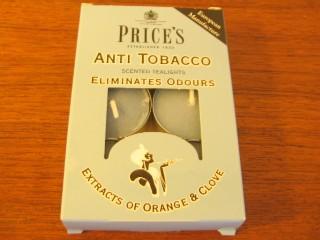 European
Manufacture
PRICE'S
ESTABLISHED 1830
ANTI TOBACCO
SCENTED TEALIGHTS
ELIMINATES ODOURS
EXTRACTS OF ORANGE & CLOVE